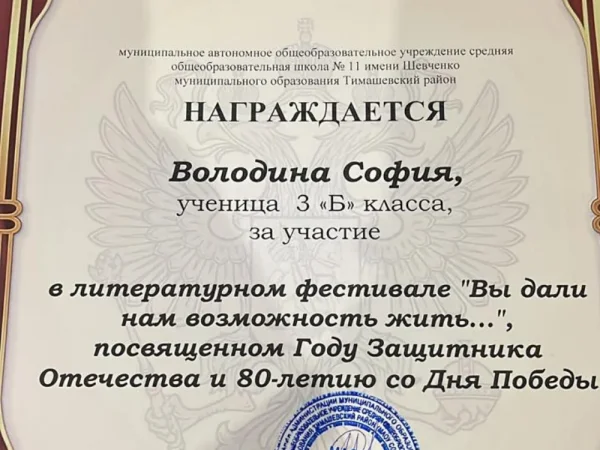 муниципальное автономное общеобразовательное учреждение средняя
общеобразовательная школа № 11 имени Шевченко
муниципального образования Тимашевский район
НАГРАЖДАЕТСЯ
Володина София,
ученица 3 «Б» класса,
за участие
в литературном фестивале "Вы дали
нам возможность жить...",
посвященном Году Защитника
Отечества и 80-летию со Дня Победы